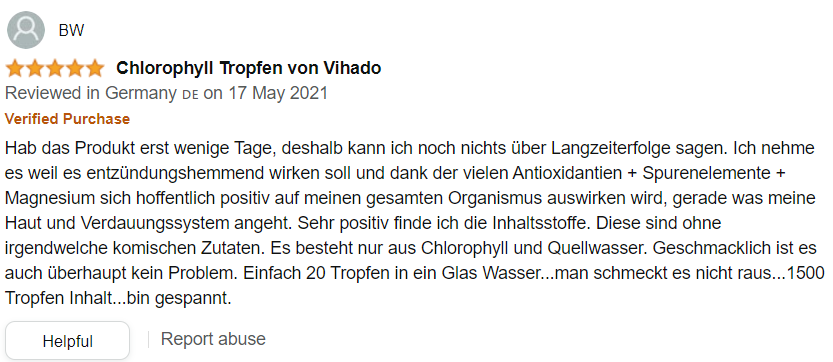 BW
Chlorophyll Tropfen von Vihado
Reviewed in Germany DE on 17 May 2021
Verified Purchase
Hab das Produkt erst wenige Tage, deshalb kann ich noch nichts über Langzeiterfolge sagen. Ich nehme
es weil es entzündungshemmend wirken soll und dank der vielen Antioxidantien + Spurenelemente +
Magnesium sich hoffentlich positiv auf meinen gesamten Organismus auswirken wird, gerade was meine
Haut und Verdauungssystem angeht. Sehr positiv finde ich die Inhaltsstoffe. Diese sind ohne
irgendwelche komischen Zutaten. Es besteht nur aus Chlorophyll und Quellwasser. Geschmacklich ist es
auch überhaupt kein Problem. Einfach 20 Tropfen in ein Glas Wasser...man schmeckt es nicht raus...1500
Tropfen Inhalt...bin gespannt.
Helpful Report abuse